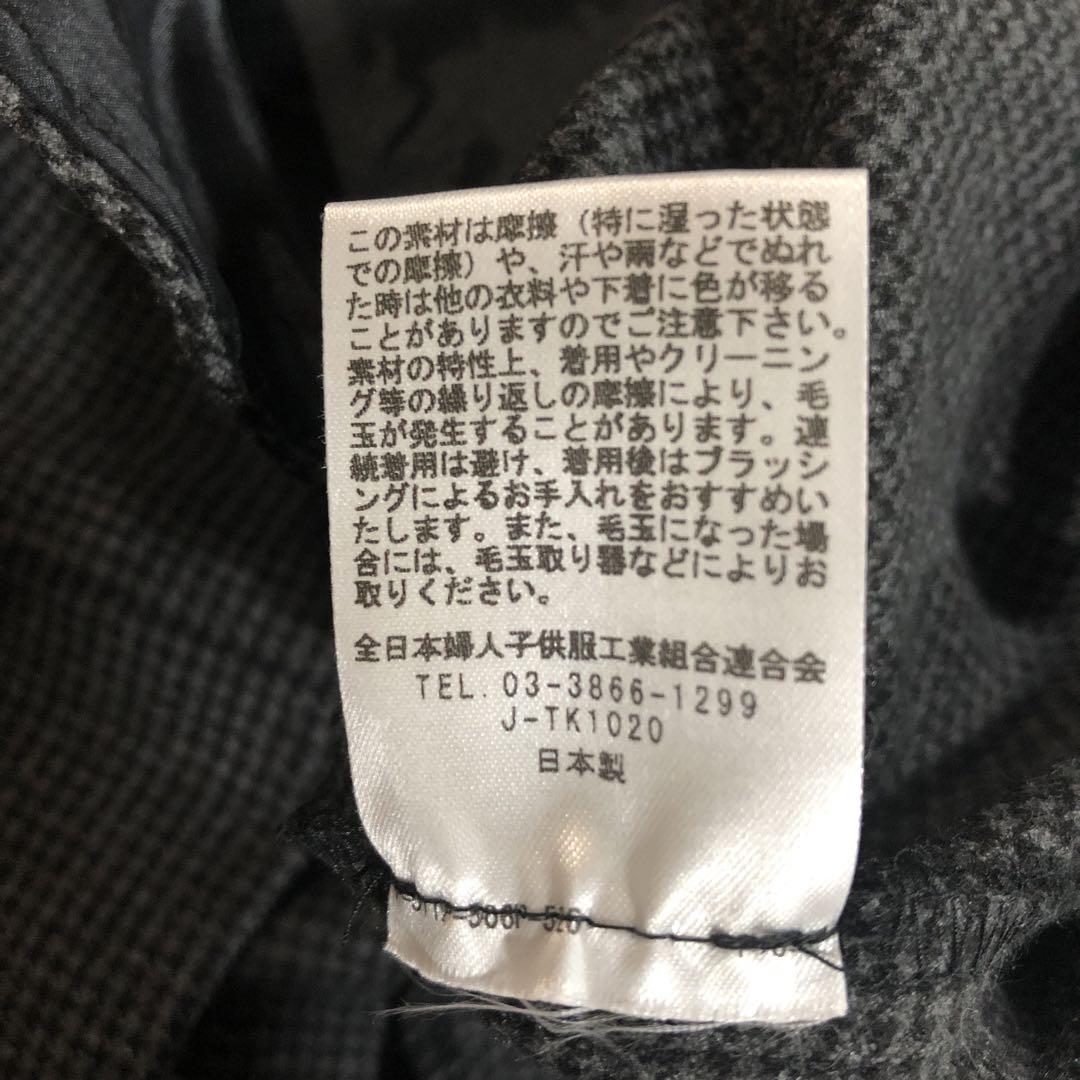 この素材は摩擦（特に湿った状態
での摩擦）や、汗や雨などでぬれ
た時は他の衣料や下着に色が移る
ことがありますのでご注意下さい。
素材の特性上、着用やクリーニン
グ等の繰り返しの摩擦により、毛
玉が発生することがあります。連
続着用は避け、着用後はブラッシ
ングによるお手入れをおすすめい
たします。また、毛玉になった場
合には、毛玉取り器などによりお
取りください。
全日本婦人子供服工業組合連合会
TEL. 03-3866-1299
J-TK1020
日本製